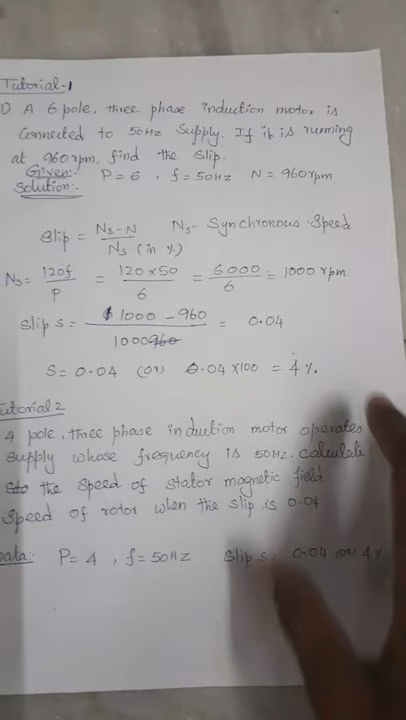 Tutorial-1
1) A 6 pole, three phase induction motor is
connected to 50Hz supply. If it is running
at 960 rpm, find the slip.
Given:- P = 6 , f = 50Hz N = 960 rpm
Solution:-
Slip = Ns - N / Ns (in %) Ns - Synchronous Speed
Ns = 120f / P = 120 x 50 / 6 = 6000 / 6 = 1000 rpm
Slip S = 1000 - 960 / 1000 = 0.04
S = 0.04 (or) 0.04 x 100 = 4 %.
Tutorial 2
4 pole, three phase induction motor operates
supply whose frequency is 50Hz. calculate
the speed of stator magnetic field
Speed of rotor when the slip is 0.04
Data:- P = 4 , f = 50Hz Slip S = 0.04 or 4%